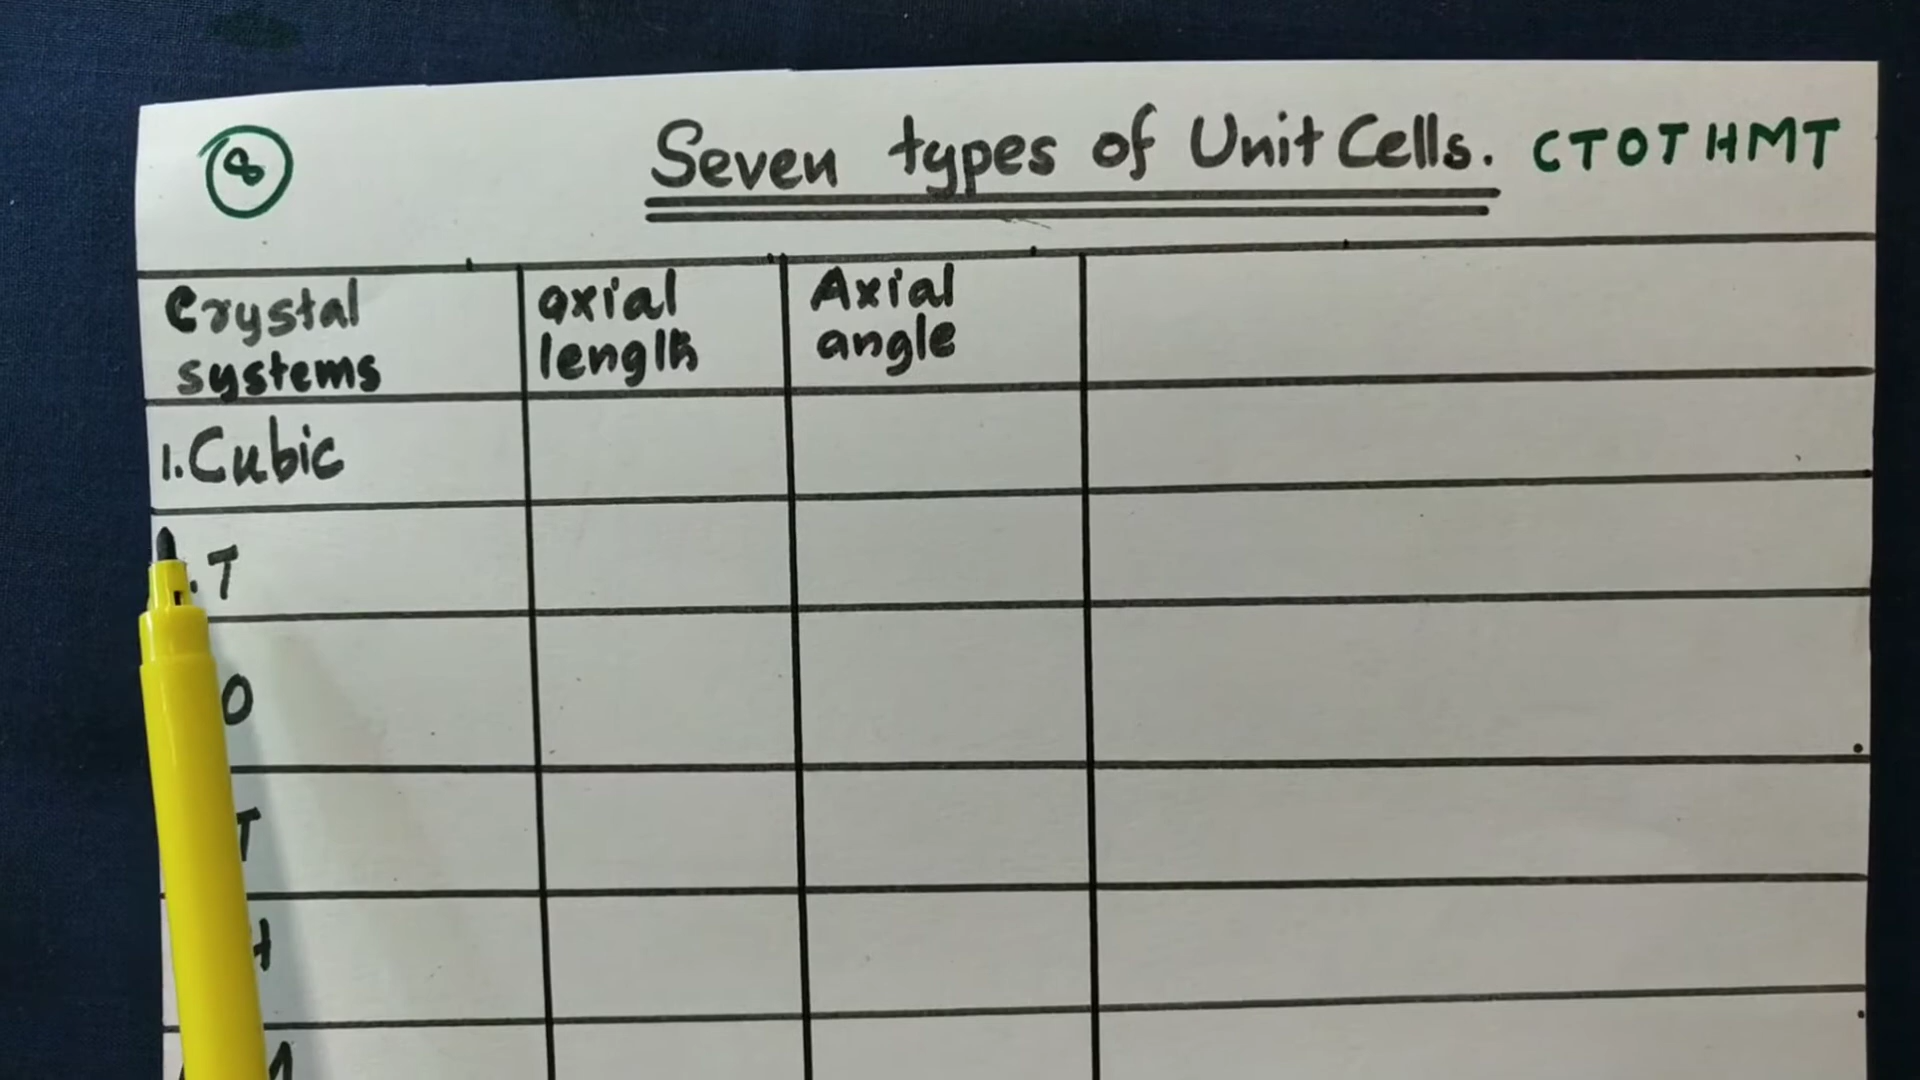 8
Seven types of Unit Cells. CTOTHMT
Crystal systems
axial length
Axial angle
1. Cubic
. T
O
T
H